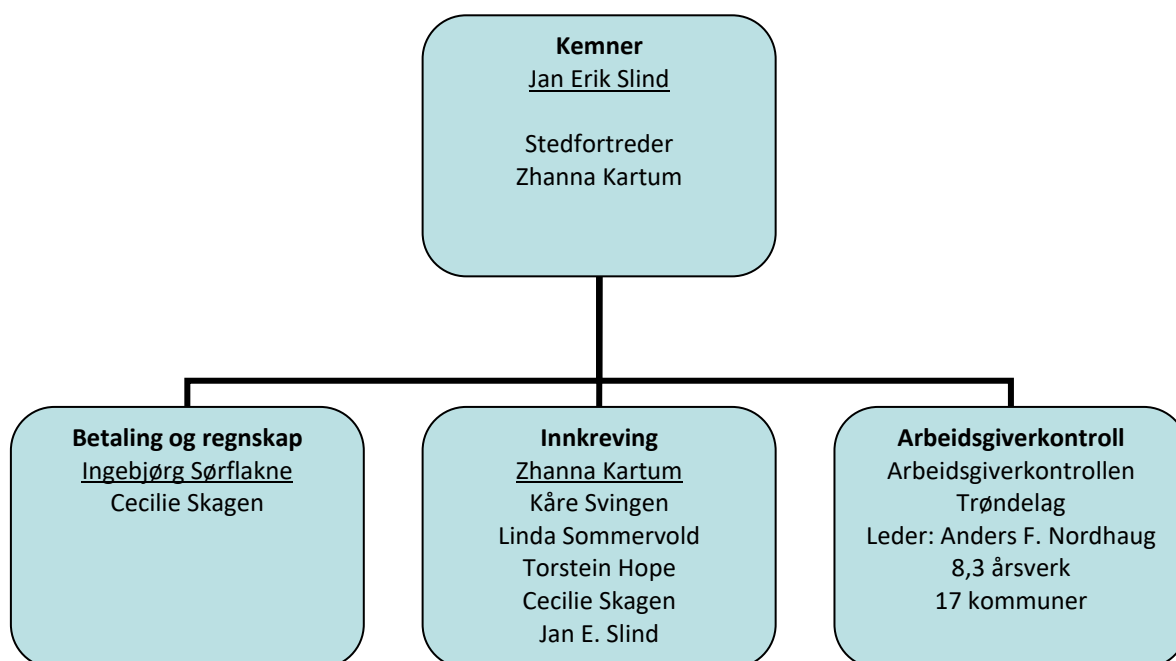 Kemner
Jan Erik Slind
Stedfortreder
Zhanna Kartum
Betaling og regnskap
Ingebjørg Sørflakne
Cecilie Skagen
Innkreving
Zhanna Kartum
Kåre Svingen
Linda Sommervold
Torstein Hope
Cecilie Skagen
Jan E. Slind
Arbeidsgiverkontroll
Arbeidsgiverkontrollen
Trøndelag
Leder: Anders F. Nordhaug
8,3 årsverk
17 kommuner